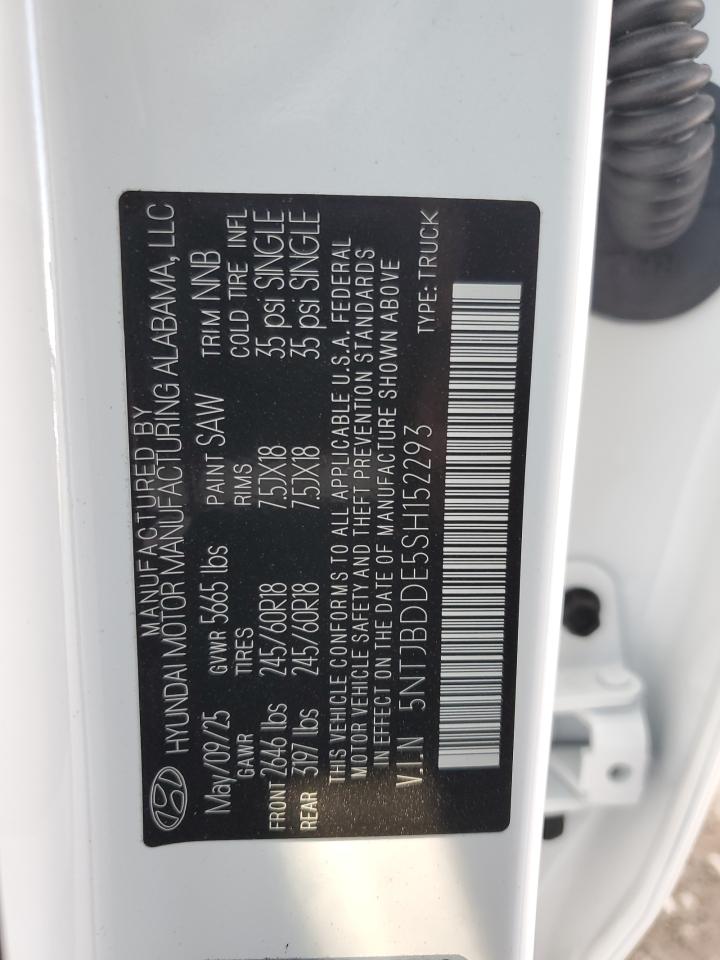 MANUFACTURED BY
HYUNDAI MOTOR MANUFACTURING ALABAMA, LLC
May/09/25 GVWR 5665 lbs PAINT SAW TRIM NNB
GAWR TIRES RIMS COLD TIRE INFL
FRONT 2646 lbs 245/60R18 7.5JX18 35 psi SINGLE
REAR 3197 lbs 245/60R18 7.5JX18 35 psi SINGLE
THIS VEHICLE CONFORMS TO ALL APPLICABLE U.S.A. FEDERAL
MOTOR VEHICLE SAFETY AND THEFT PREVENTION STANDARDS
IN EFFECT ON THE DATE OF MANUFACTURE SHOWN ABOVE
V.I.N 5NTJBDDE5SH152293 TYPE: TRUCK